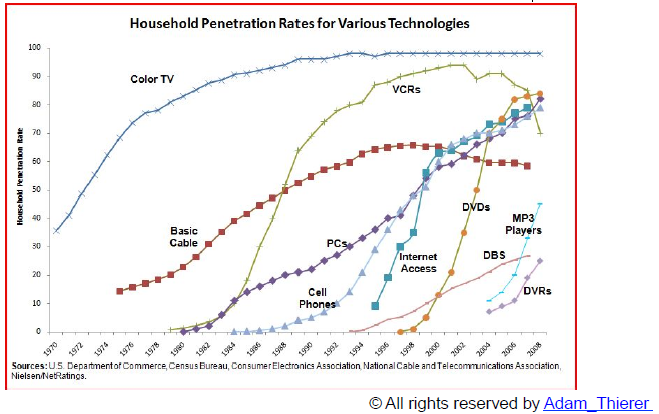 Household Penetration Rates for Various Technologies
100
90
80
70
60
50
40
30
20
10
0
Household Penetration Rate
Color TV
VCRs
Basic
Cable
PCs
Cell
Phones
Internet
Access
DVDs
DBS
MP3
Players
DVRs
1970
1972
1974
1976
1978
1980
1982
1984
1986
1988
1990
1992
1994
1996
1998
2000
2002
2004
2006
2008
Sources: U.S. Department of Commerce, Census Bureau, Consumer Electronics Association, National Cable and Telecommunications Association,
Nielsen/NetRatings.
© All rights reserved by Adam_Thierer